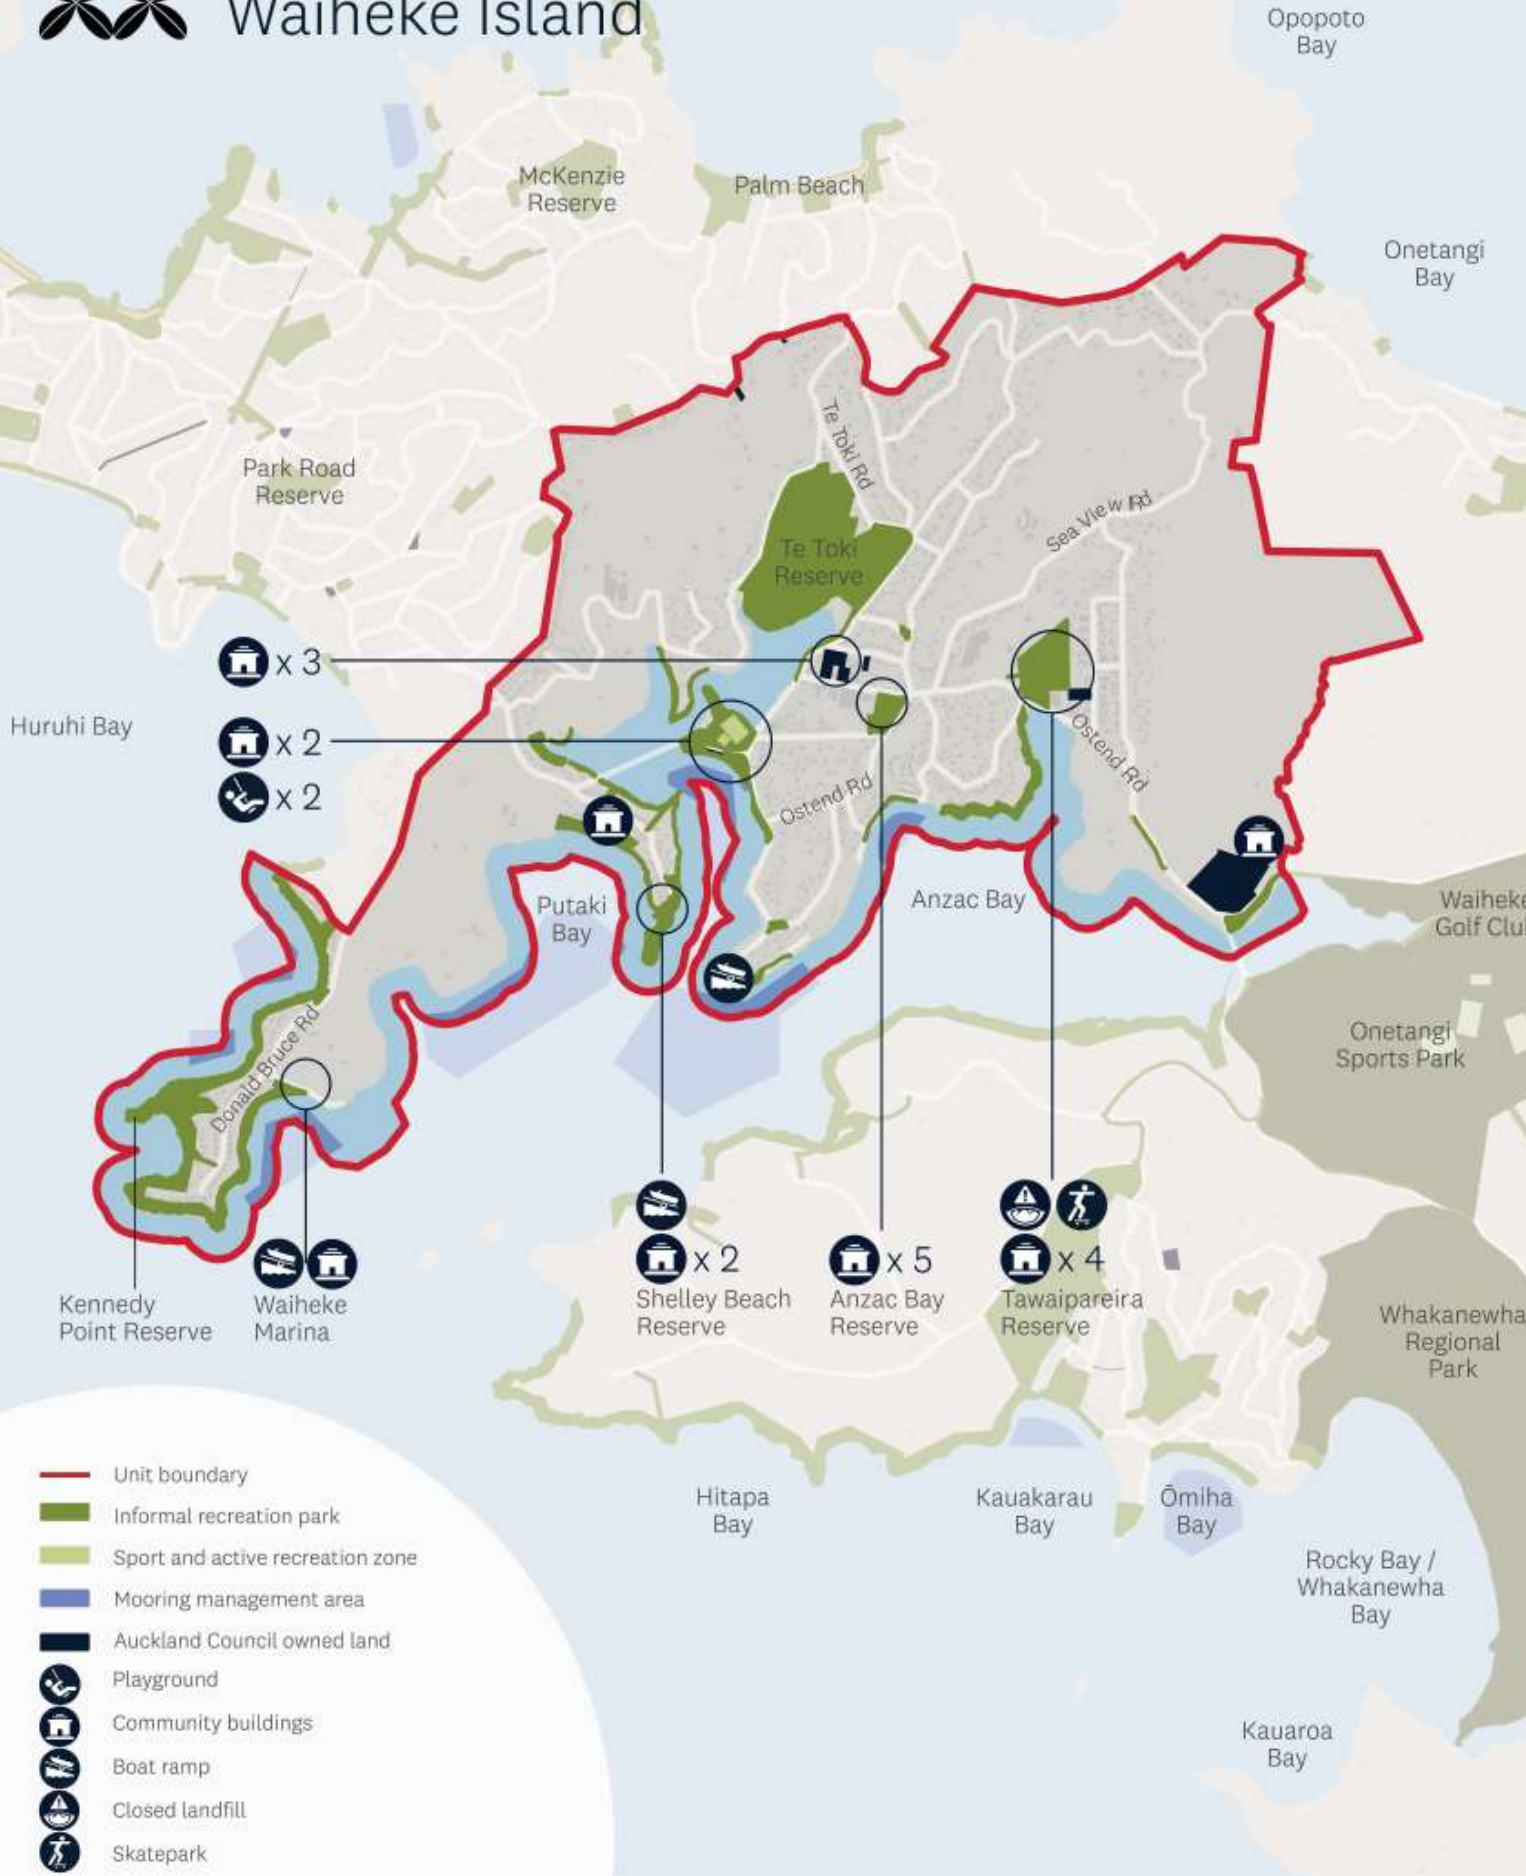 Waiheke Island
Opopoto
Bay
McKenzie
Reserve
Palm Beach
Onetangi
Bay
Te Toki Rd
Park Road
Reserve
Sea View Rd
Te Toki
Reserve
x 3
Huruhi Bay
x 2
x 2
Ostend Rd
Ostend Rd
Putaki
Bay
Anzac Bay
Waiheke
Golf Clu
Donald Bruce Rd
Onetangi
Sports Park
Kennedy
Point Reserve
Waiheke
Marina
x 2
Shelley Beach
Reserve
x 5
Anzac Bay
Reserve
x 4
Tawaipareira
Reserve
Whakanewha
Regional
Park
Hitapa
Bay
Kauakarau
Bay
Ōmiha
Bay
Rocky Bay /
Whakanewha
Bay
Kauaroa
Bay
Unit boundary
Informal recreation park
Sport and active recreation zone
Mooring management area
Auckland Council owned land
Playground
Community buildings
Boat ramp
Closed landfill
Skatepark